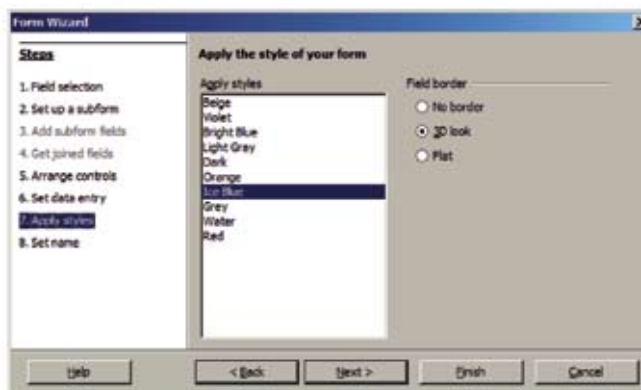 Form Wizard
Steps
1. Field selection
2. Set up a subform
3. Add subform fields
4. Get joined fields
5. Arrange controls
6. Set data entry
7. Apply styles
8. Set name
Apply the style of your form
Apply styles
Beige
Violet
Bright Blue
Light Gray
Dark
Orange
Ice Blue
Grey
Water
Red
Field border
No border
3D look
Flat
Help
< Back
Next >
Finish
Cancel